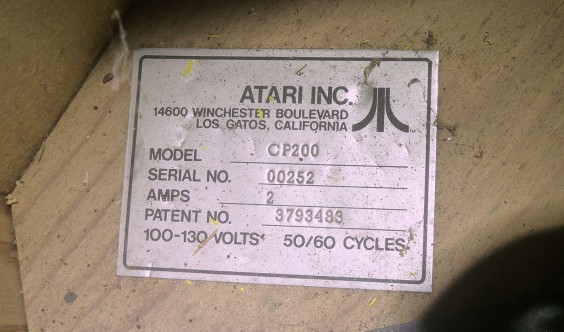 ATARI INC.
14600 WINCHESTER BOULEVARD
LOS GATOS, CALIFORNIA
MODEL CP200
SERIAL NO. 00252
AMPS 2
PATENT NO. 3793483
100-130 VOLTS 50/60 CYCLES